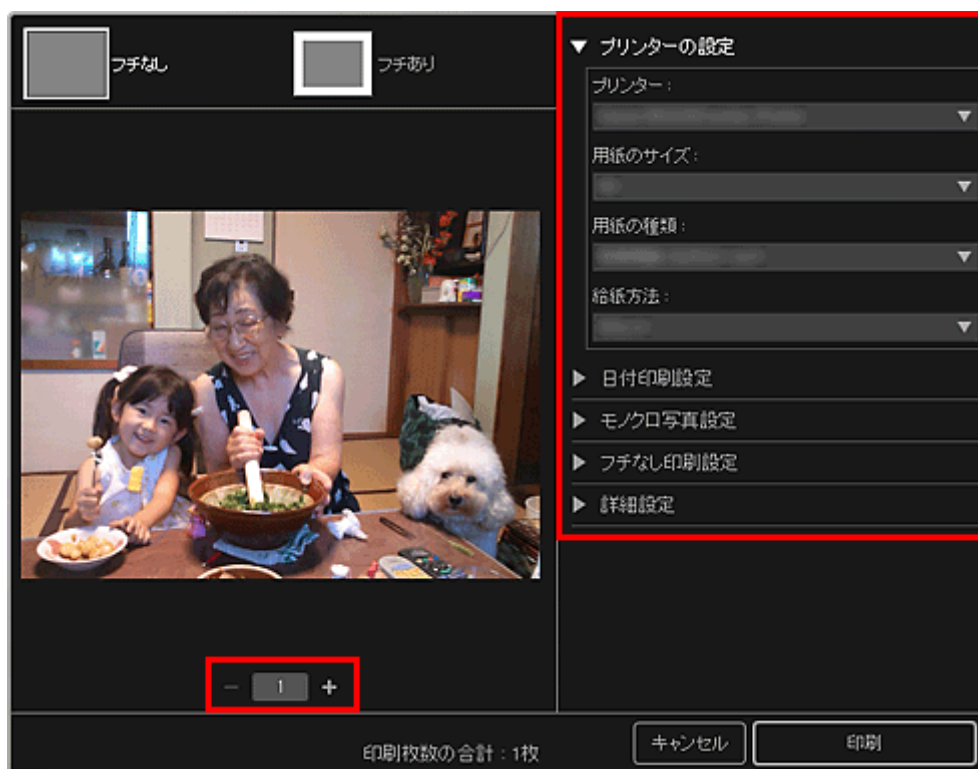 フチなし
フチあり
▼ プリンターの設定
プリンター：
用紙のサイズ：
用紙の種類：
給紙方法：
▶ 日付印刷設定
▶ モノクロ写真設定
▶ フチなし印刷設定
▶ 詳細設定
− 1 +
印刷枚数の合計：1枚
キャンセル
印刷